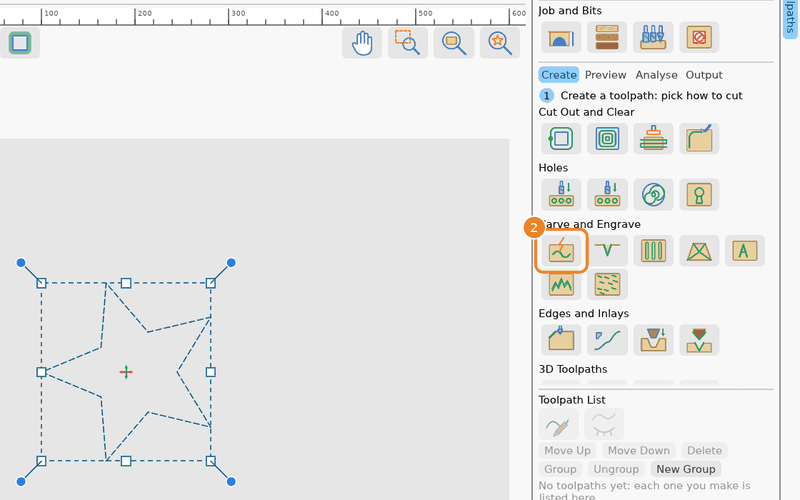 100 200 300 400 500 600
Job and Bits
Create Preview Analyse Output
1 Create a toolpath: pick how to cut
Cut Out and Clear
Holes
2
Carve and Engrave
A
Edges and Inlays
3D Toolpaths
Toolpath List
Move Up Move Down Delete
Group Ungroup New Group
No toolpaths yet: each one you make is
listed here